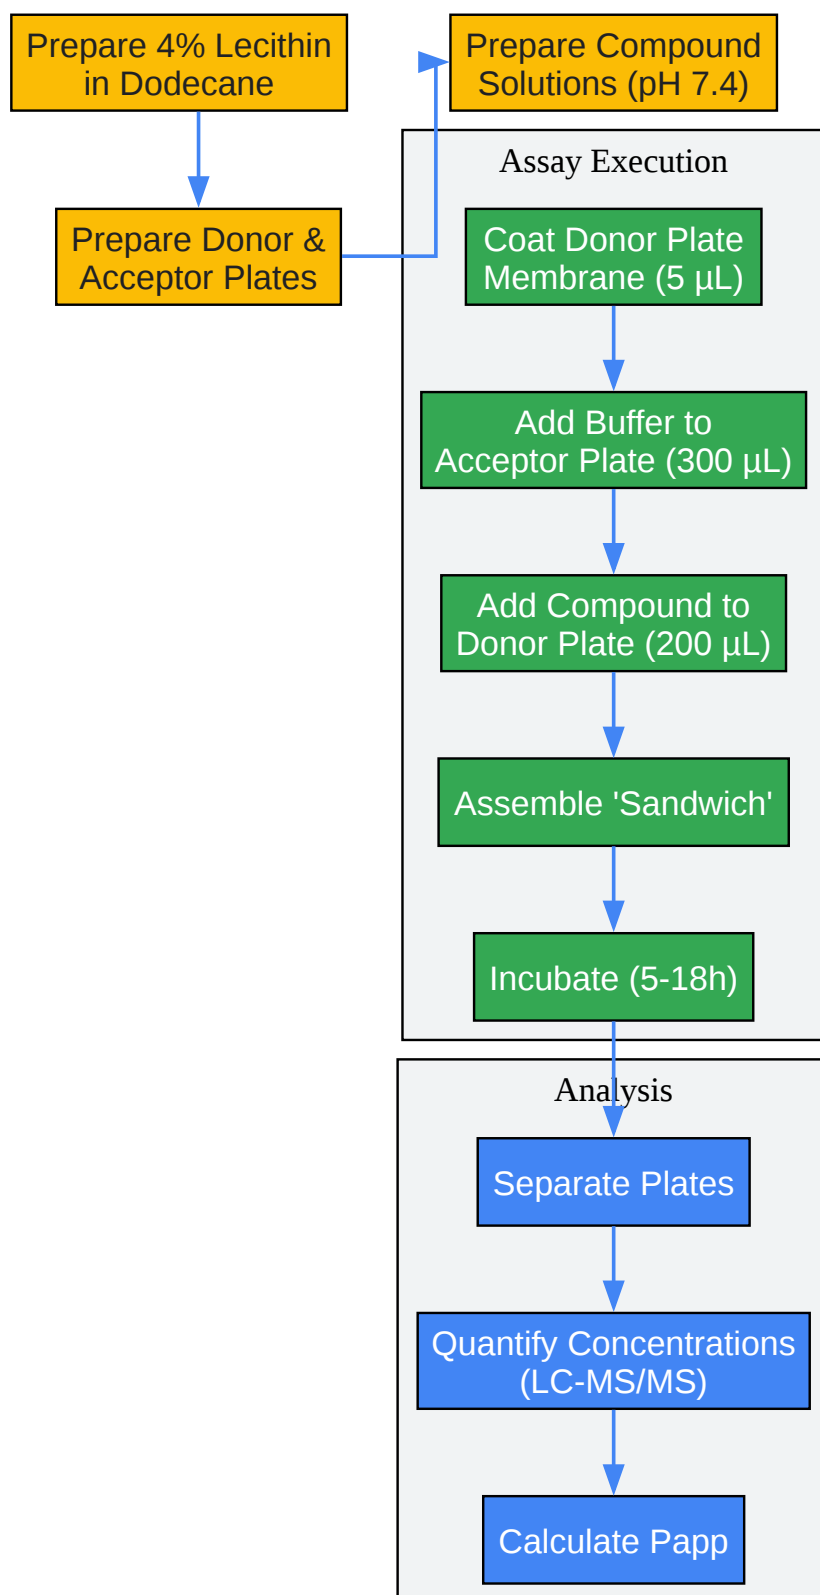 Prepare 4% Lecithin
in Dodecane
Prepare Compound
Solutions (pH 7.4)
Prepare Donor &
Acceptor Plates
Assay Execution
Coat Donor Plate
Membrane (5 µL)
Add Buffer to
Acceptor Plate (300 µL)
Add Compound to
Donor Plate (200 µL)
Assemble 'Sandwich'
Incubate (5-18h)
Analysis
Separate Plates
Quantify Concentrations
(LC-MS/MS)
Calculate Papp